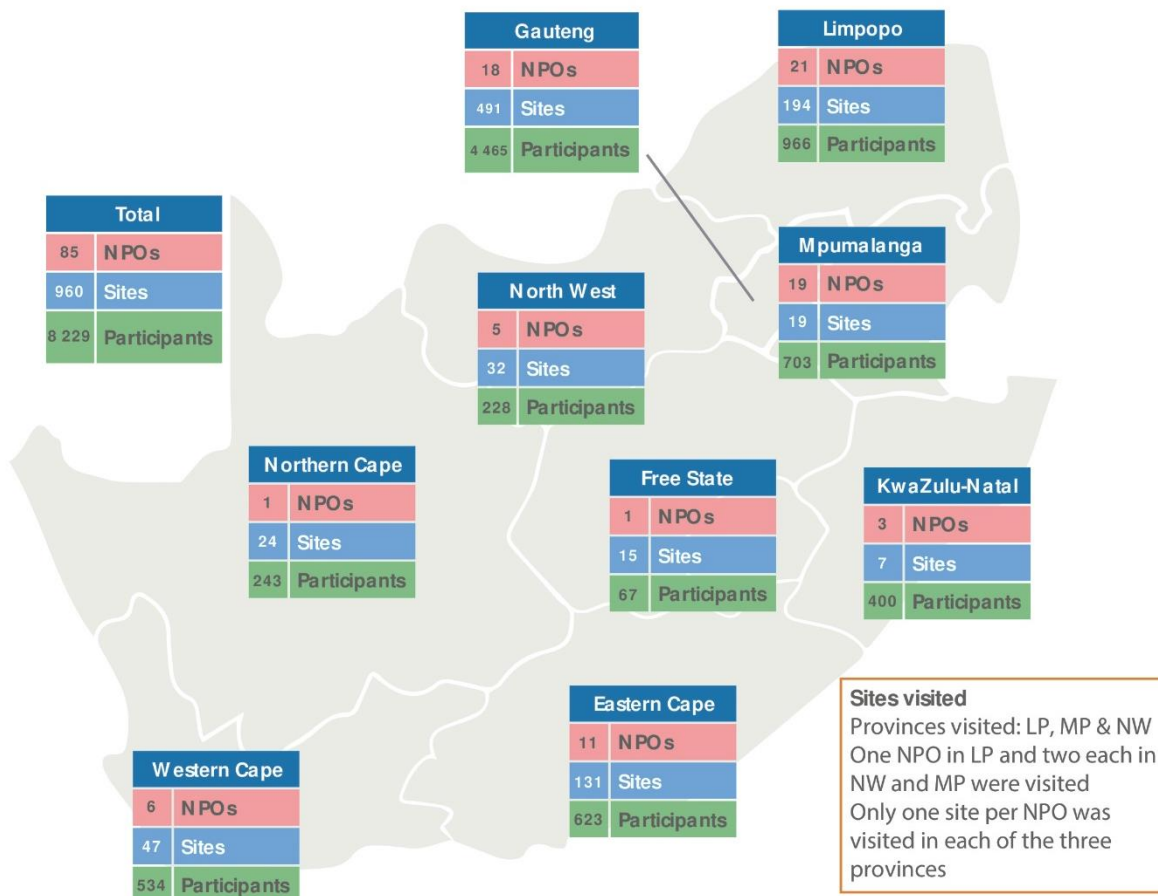 Gauteng
18 NPOs
491 Sites
4 465 Participants
Limpopo
21 NPOs
194 Sites
966 Participants
Total
85 NPOs
960 Sites
8 229 Participants
Mpumalanga
19 NPOs
19 Sites
703 Participants
North West
5 NPOs
32 Sites
228 Participants
Northern Cape
1 NPOs
24 Sites
243 Participants
Free State
1 NPOs
15 Sites
67 Participants
KwaZulu-Natal
3 NPOs
7 Sites
400 Participants
Eastern Cape
11 NPOs
131 Sites
623 Participants
Western Cape
6 NPOs
47 Sites
534 Participants
Sites visited
Provinces visited: LP, MP & NW
One NPO in LP and two each in
NW and MP were visited
Only one site per NPO was
visited in each of the three
provinces